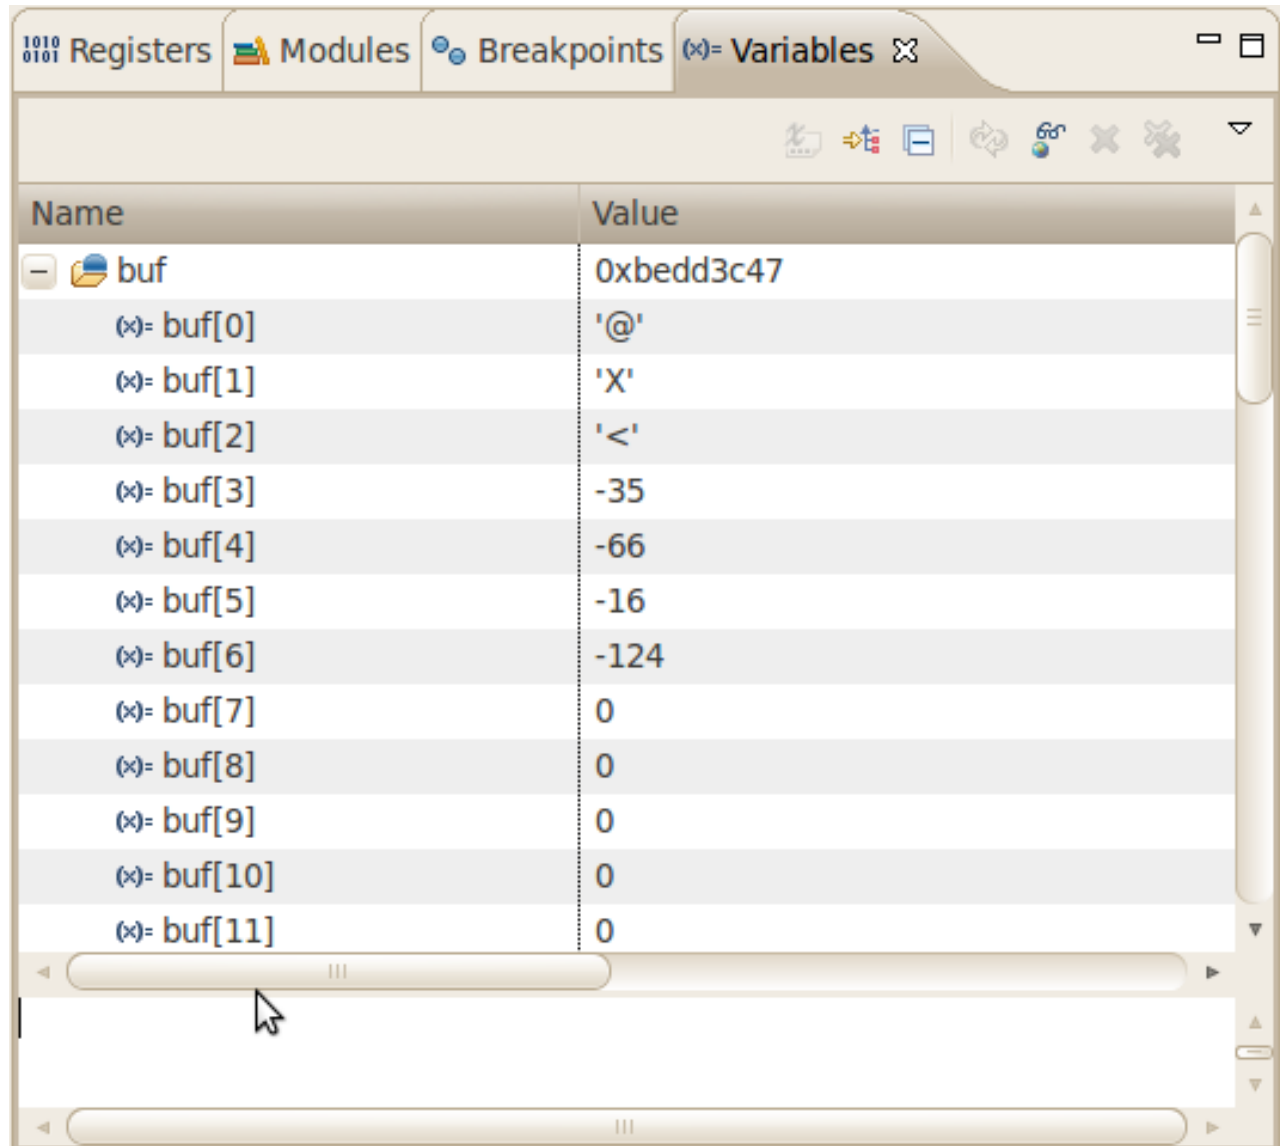 Registers Modules Breakpoints (x)= Variables
Name Value
buf 0xbedd3c47
(x)= buf[0] '@'
(x)= buf[1] 'X'
(x)= buf[2] '<'
(x)= buf[3] -35
(x)= buf[4] -66
(x)= buf[5] -16
(x)= buf[6] -124
(x)= buf[7] 0
(x)= buf[8] 0
(x)= buf[9] 0
(x)= buf[10] 0
(x)= buf[11] 0